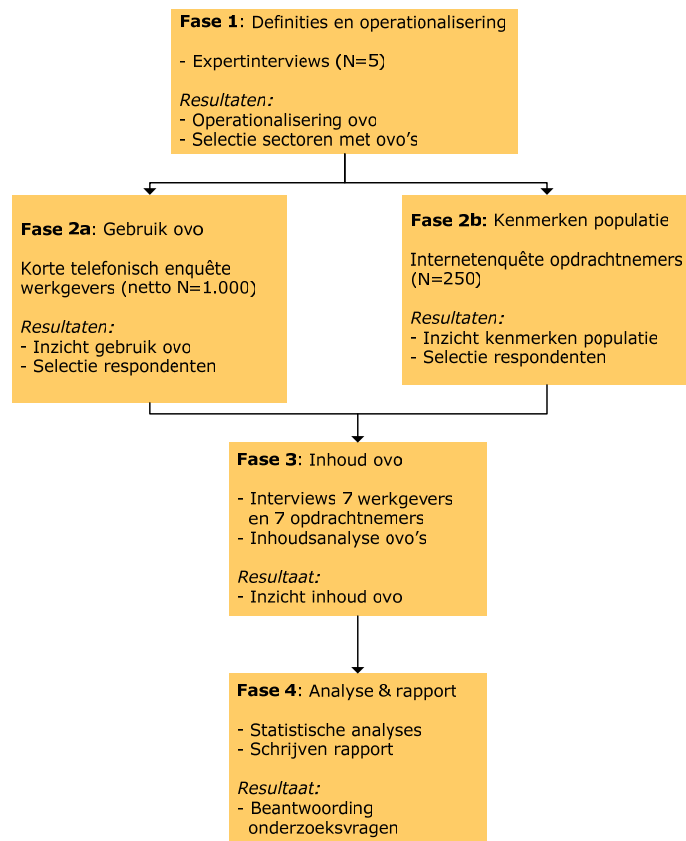 Fase 1: Definities en operationalisering
- Expertinterviews (N=5)
Resultaten:
- Operationalisering ovo
- Selectie sectoren met ovo’s
Fase 2a: Gebruik ovo
Korte telefonisch enquête
werkgevers (netto N=1.000)
Resultaten:
- Inzicht gebruik ovo
- Selectie respondenten
Fase 2b: Kenmerken populatie
Internetenquête opdrachtnemers
(N=250)
Resultaten:
- Inzicht kenmerken populatie
- Selectie respondenten
Fase 3: Inhoud ovo
- Interviews 7 werkgevers
en 7 opdrachtnemers
- Inhoudsanalyse ovo’s
Resultaat:
- Inzicht inhoud ovo
Fase 4: Analyse & rapport
- Statistische analyses
- Schrijven rapport
Resultaat:
- Beantwoording
onderzoeksvragen